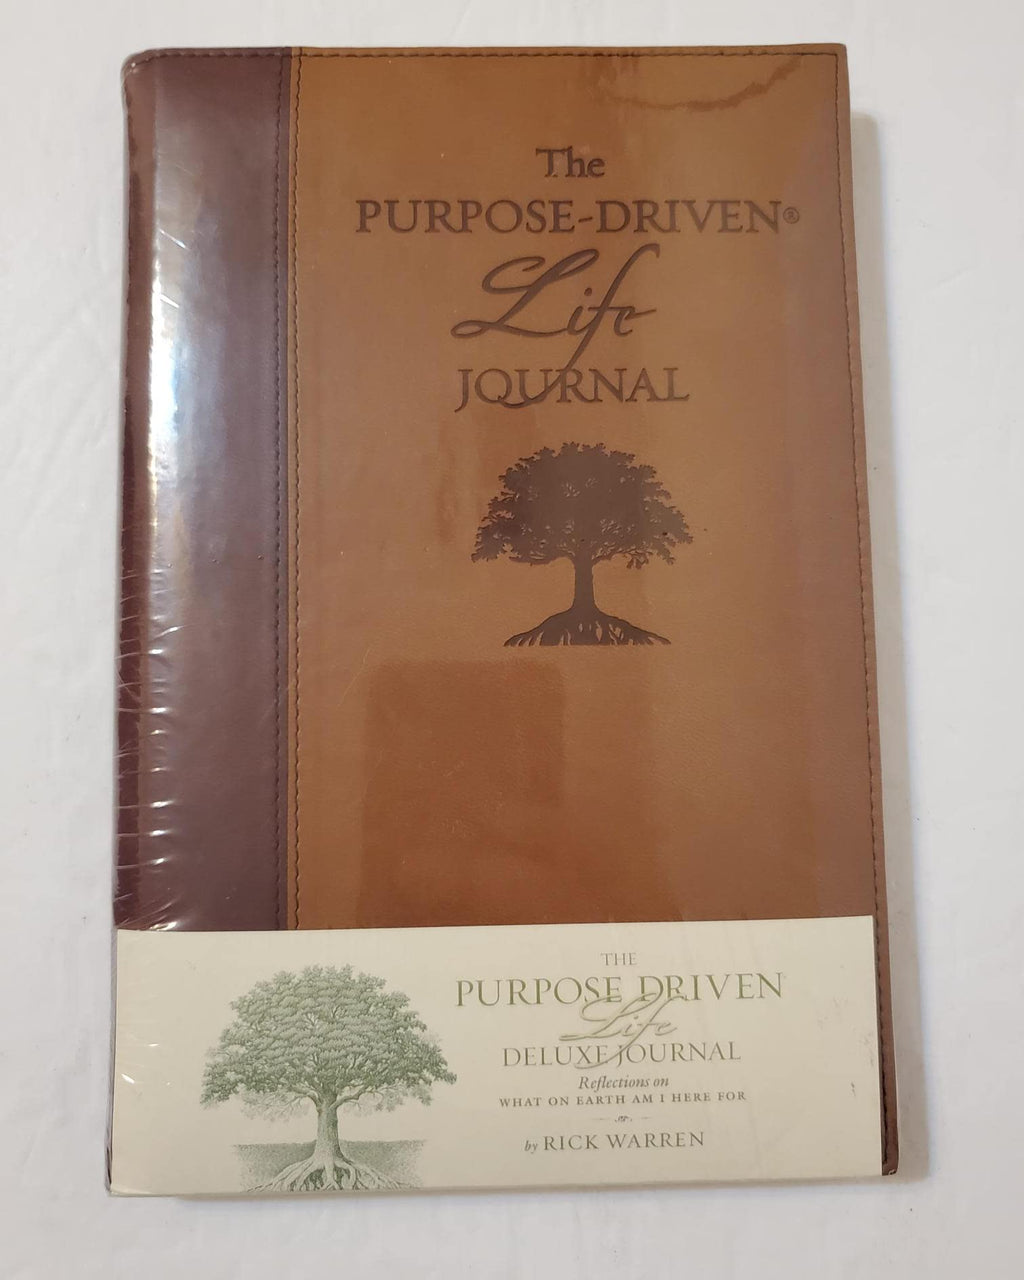 The
PURPOSE-DRIVEN®
Life
JOURNAL
THE
PURPOSE DRIVEN®
Life
DELUXE JOURNAL
Reflections on
WHAT ON EARTH AM I HERE FOR
by RICK WARREN